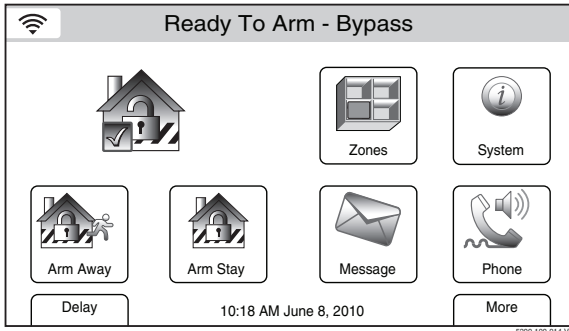 Ready To Arm - Bypass
Zones
System
Arm Away
Arm Stay
Message
Phone
Delay
10:18 AM June 8, 2010
More